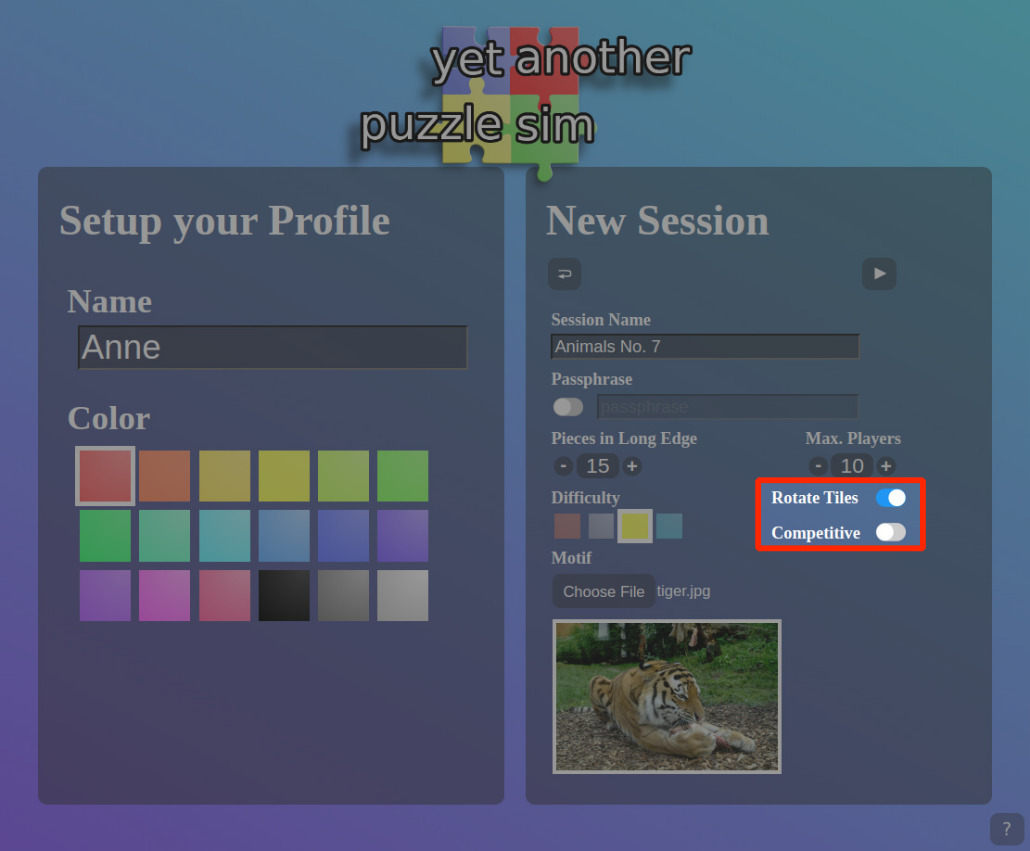 yet another
puzzle sim
Setup your Profile
Name
Anne
Color
New Session
Session Name
Animals No. 7
Passphrase
passphrase
Pieces in Long Edge
Max. Players
- 15 +
- 10 +
Difficulty
Rotate Tiles
Competitive
Motif
Choose File tiger.jpg
?